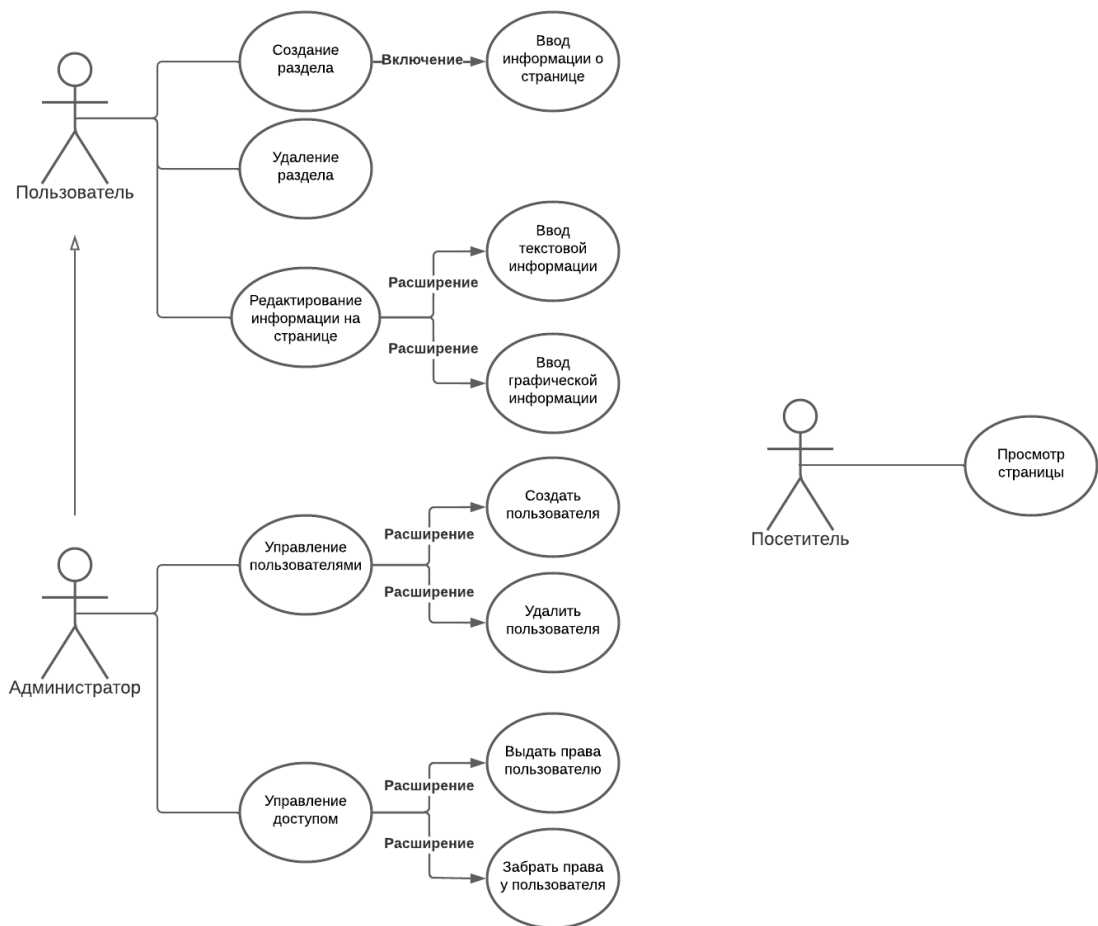 Создание
раздела
Включение
Ввод
информации о
странице
Пользователь
Удаление
раздела
Ввод
текстовой
информации
Расширение
Редактирование
информации на
странице
Расширение
Ввод
графической
информации
Создать
пользователя
Расширение
Управление
пользователями
Расширение
Удалить
пользователя
Администратор
Выдать права
пользователю
Расширение
Управление
доступом
Расширение
Забрать права
у пользователя
Посетитель
Просмотр
страницы